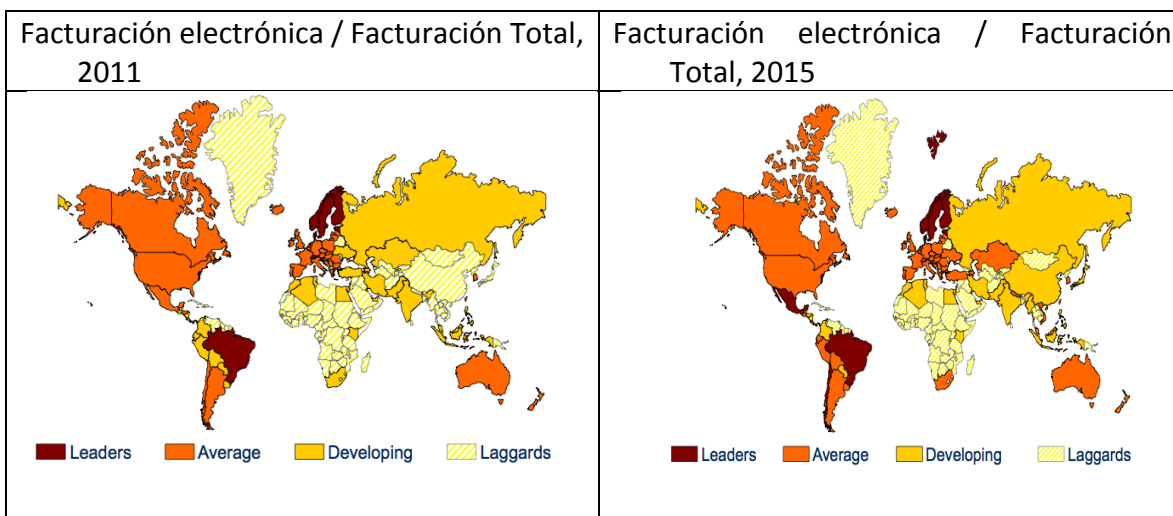 Facturación electrónica / Facturación Total,
2011
Facturación electrónica / Facturación
Total, 2015
Leaders Average Developing Laggards
Leaders Average Developing Laggards